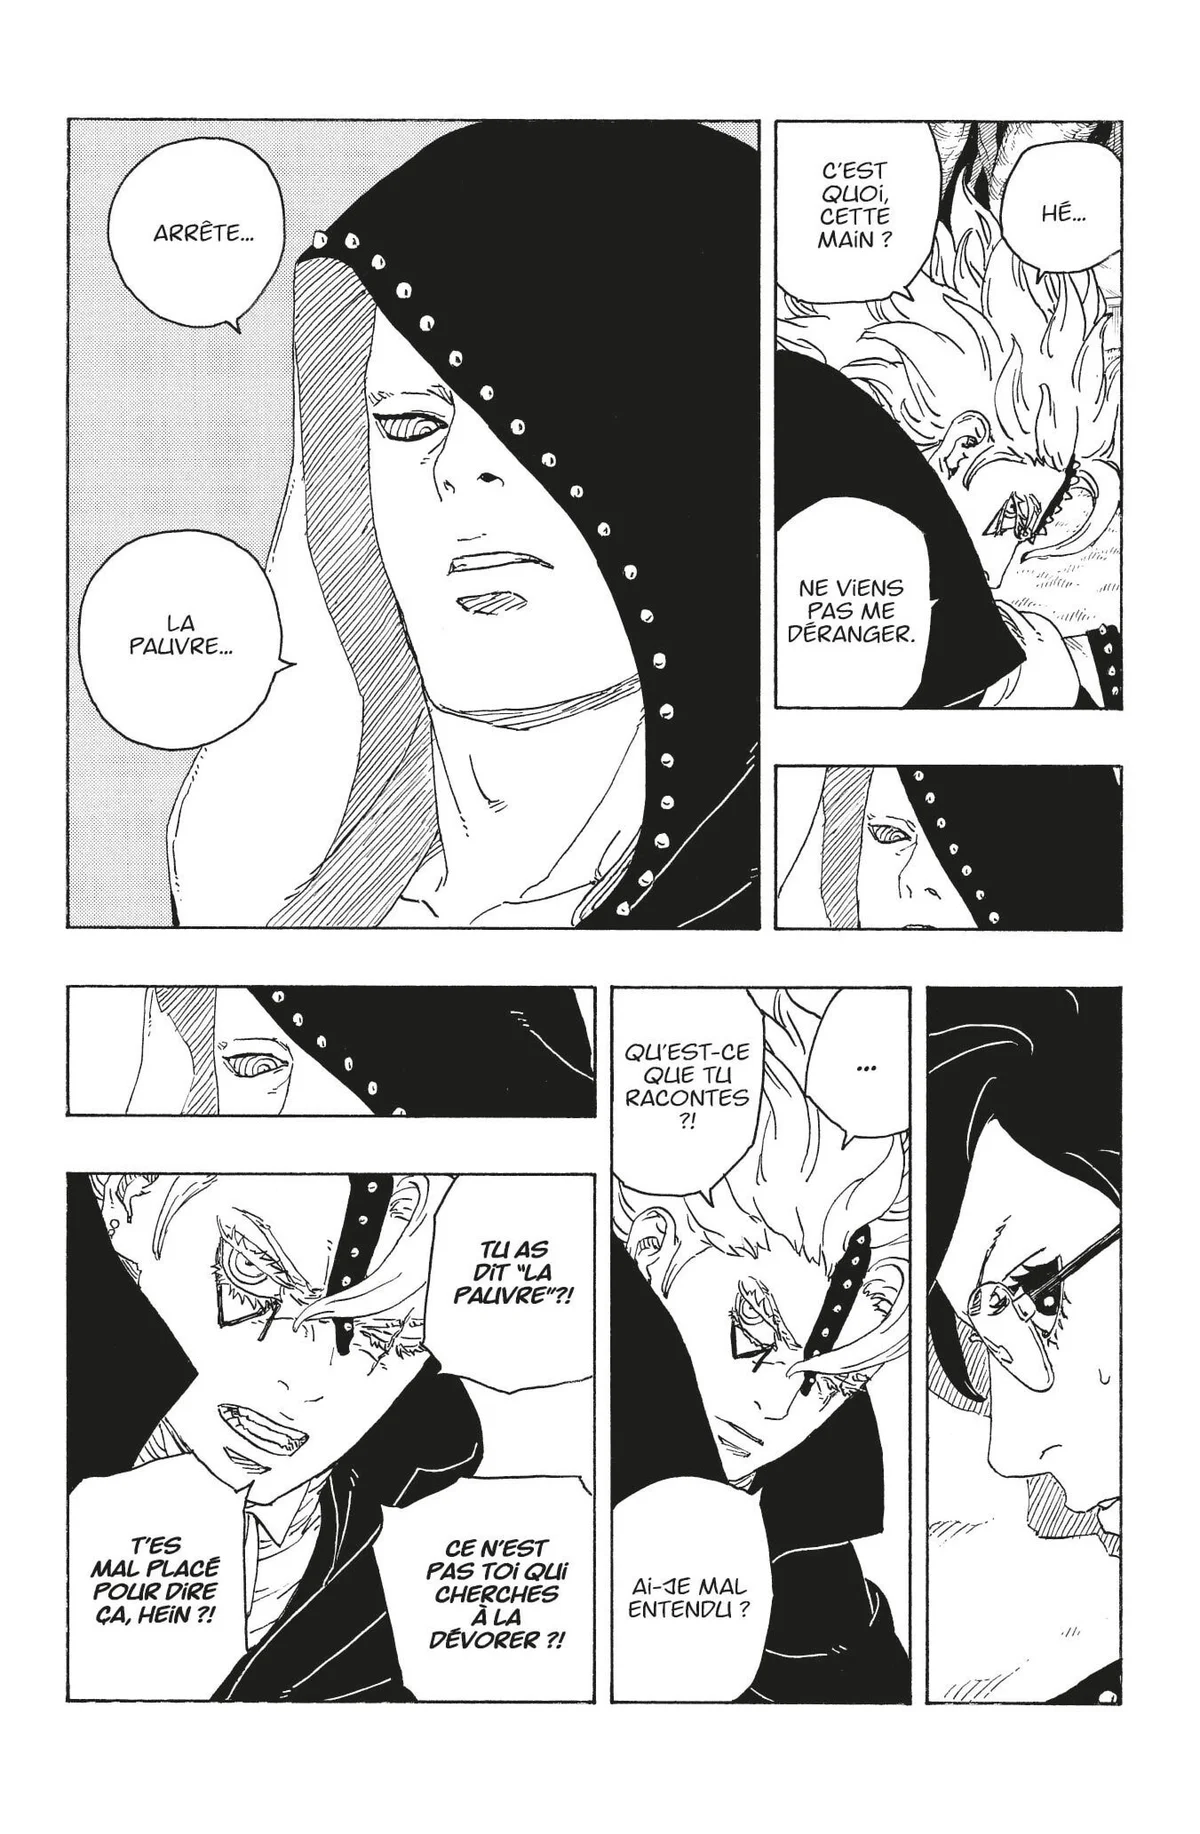 HÉ...
C'EST
QUOI,
CETTE
MAIN ?
NE VIENS
PAS ME
DÉRANGER.
ARRÊTE...
LA
PAUVRE...
...
QU'EST-CE
QUE TU
RACONTES
?!
AI-JE MAL
ENTENDU ?
TU AS
DIT "LA
PAUVRE"?!
CE N'EST
PAS TOI QUI
CHERCHES
À LA
DÉVORER ?!
T'ES
MAL PLACÉ
POUR DIRE
ÇA, HEIN ?!